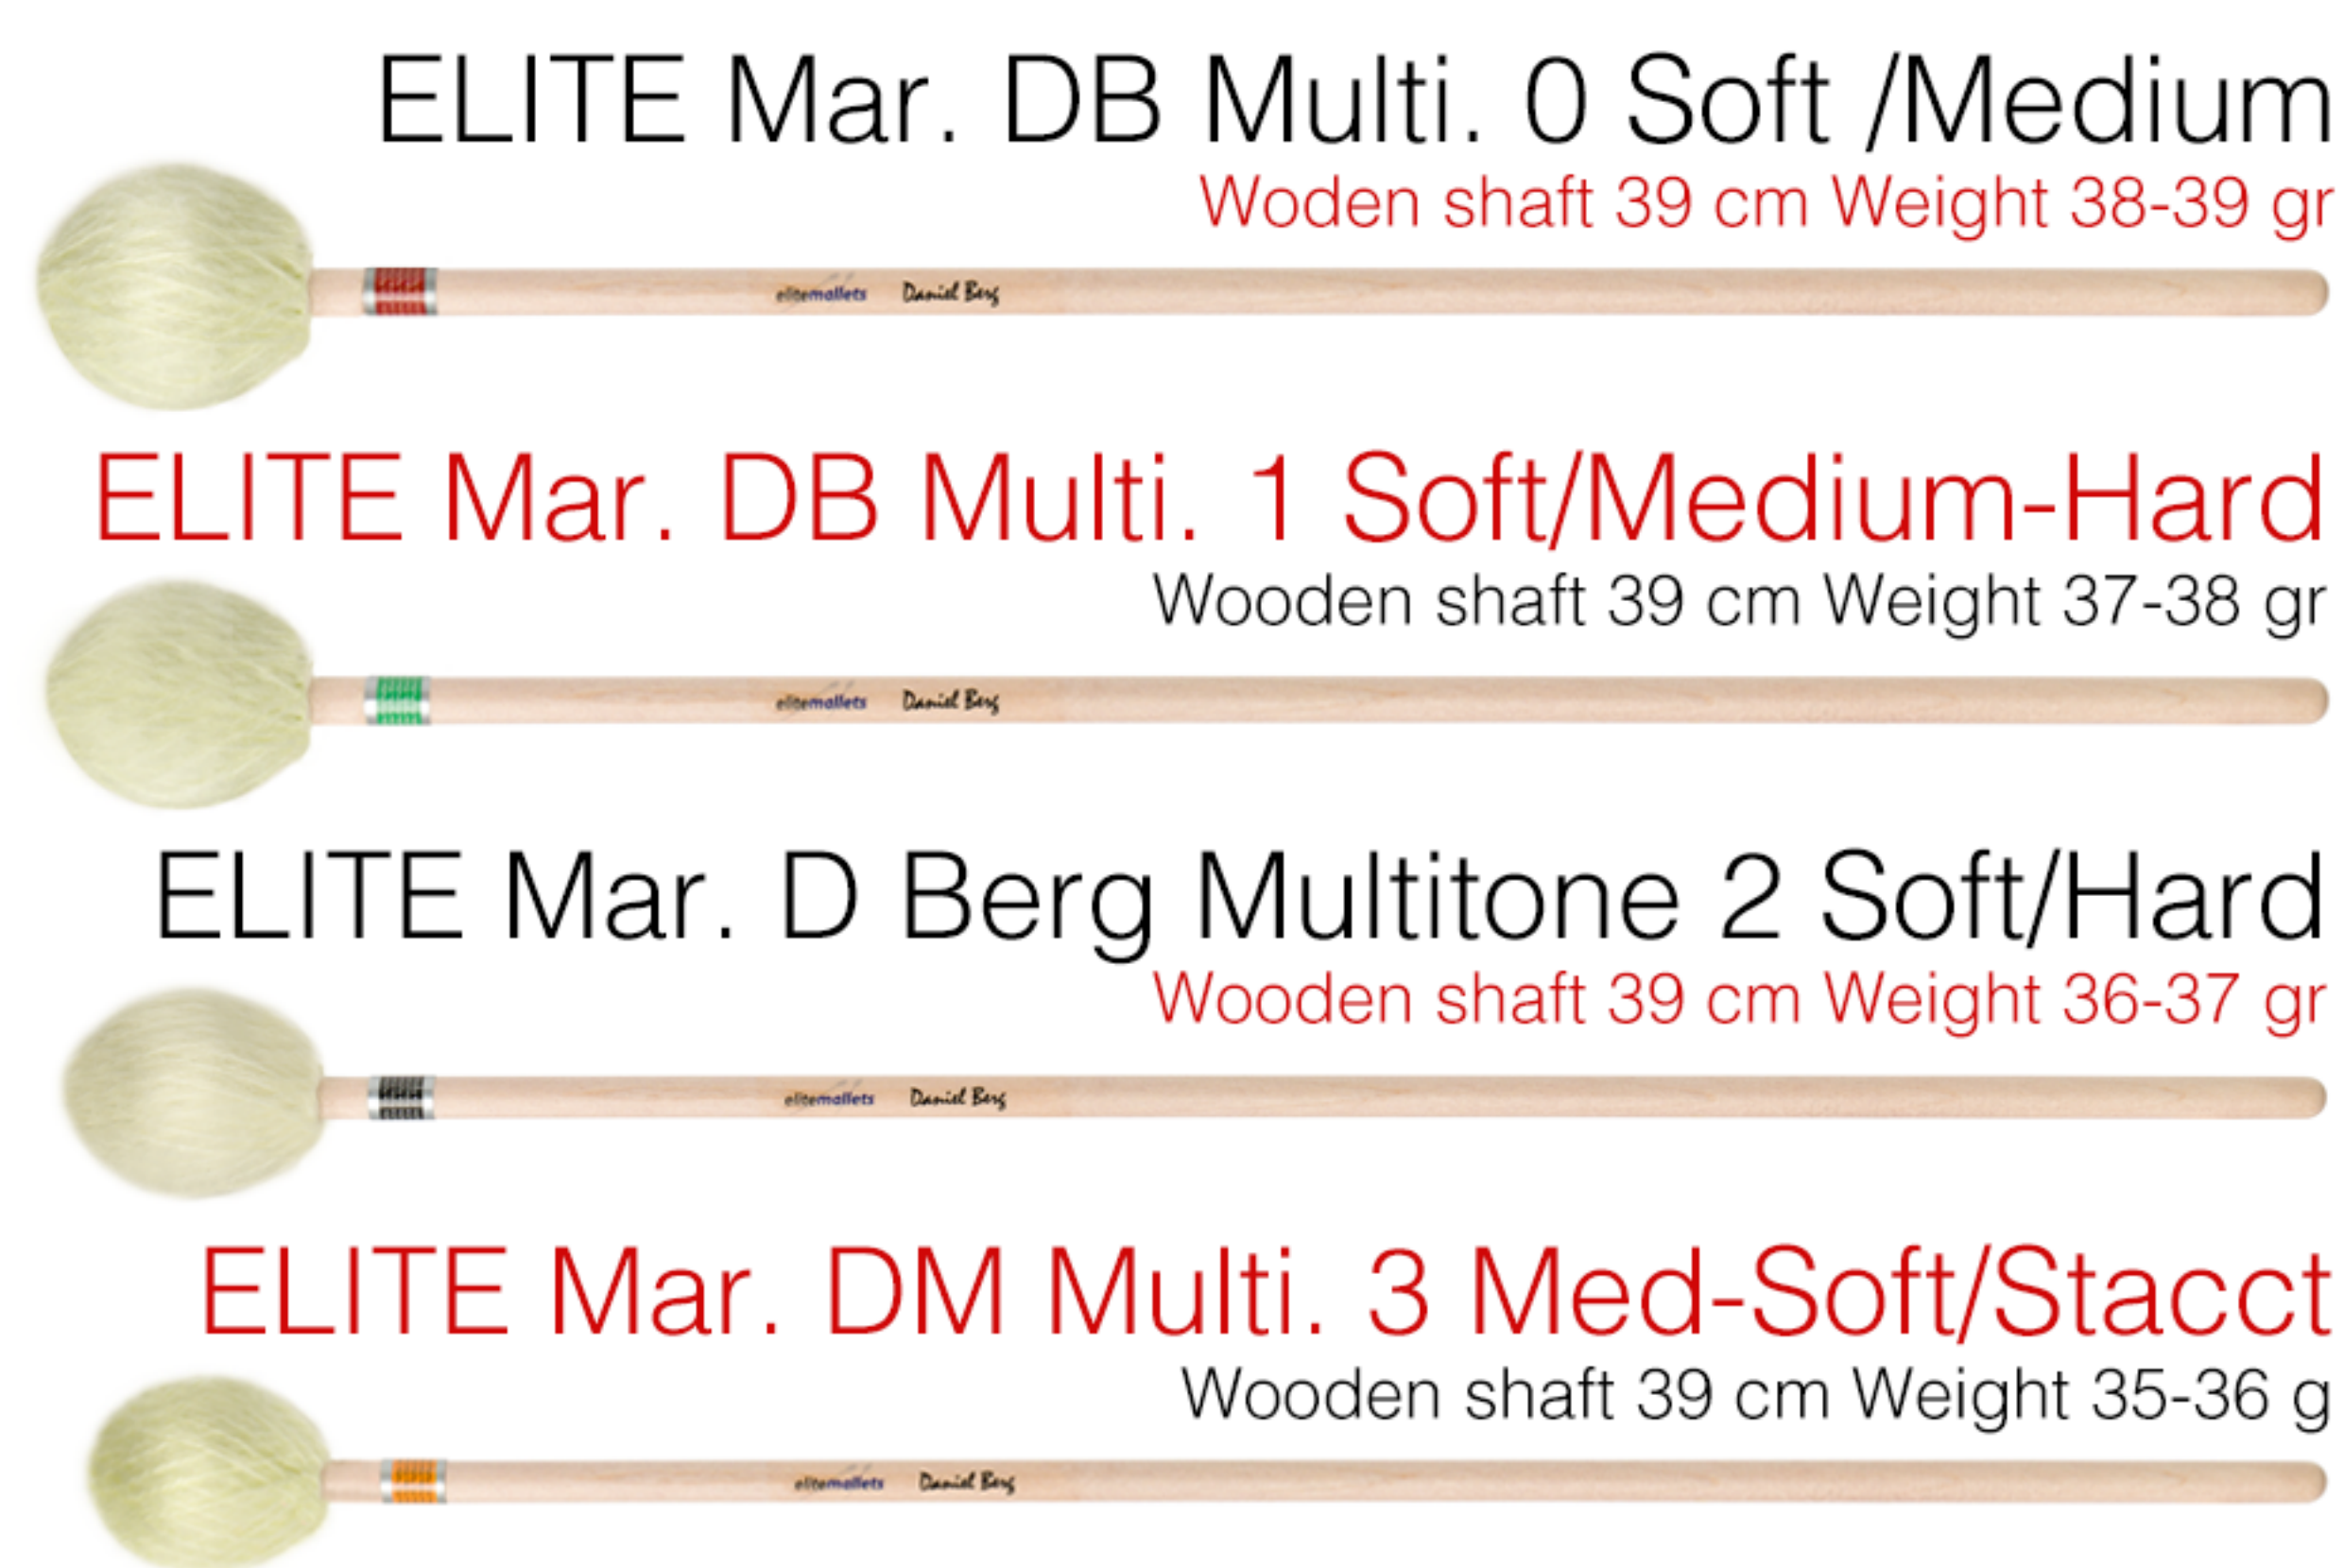 ELITE Mar. DB Multi. 0 Soft /Medium
Woden shaft 39 cm Weight 38-39 gr
elitemallets Daniel Berg
ELITE Mar. DB Multi. 1 Soft/Medium-Hard
Wooden shaft 39 cm Weight 37-38 gr
elitemallets Daniel Berg
ELITE Mar. D Berg Multitone 2 Soft/Hard
Wooden shaft 39 cm Weight 36-37 gr
elitemallets Daniel Berg
ELITE Mar. DM Multi. 3 Med-Soft/Stacct
Wooden shaft 39 cm Weight 35-36 g
elitemallets Daniel Berg